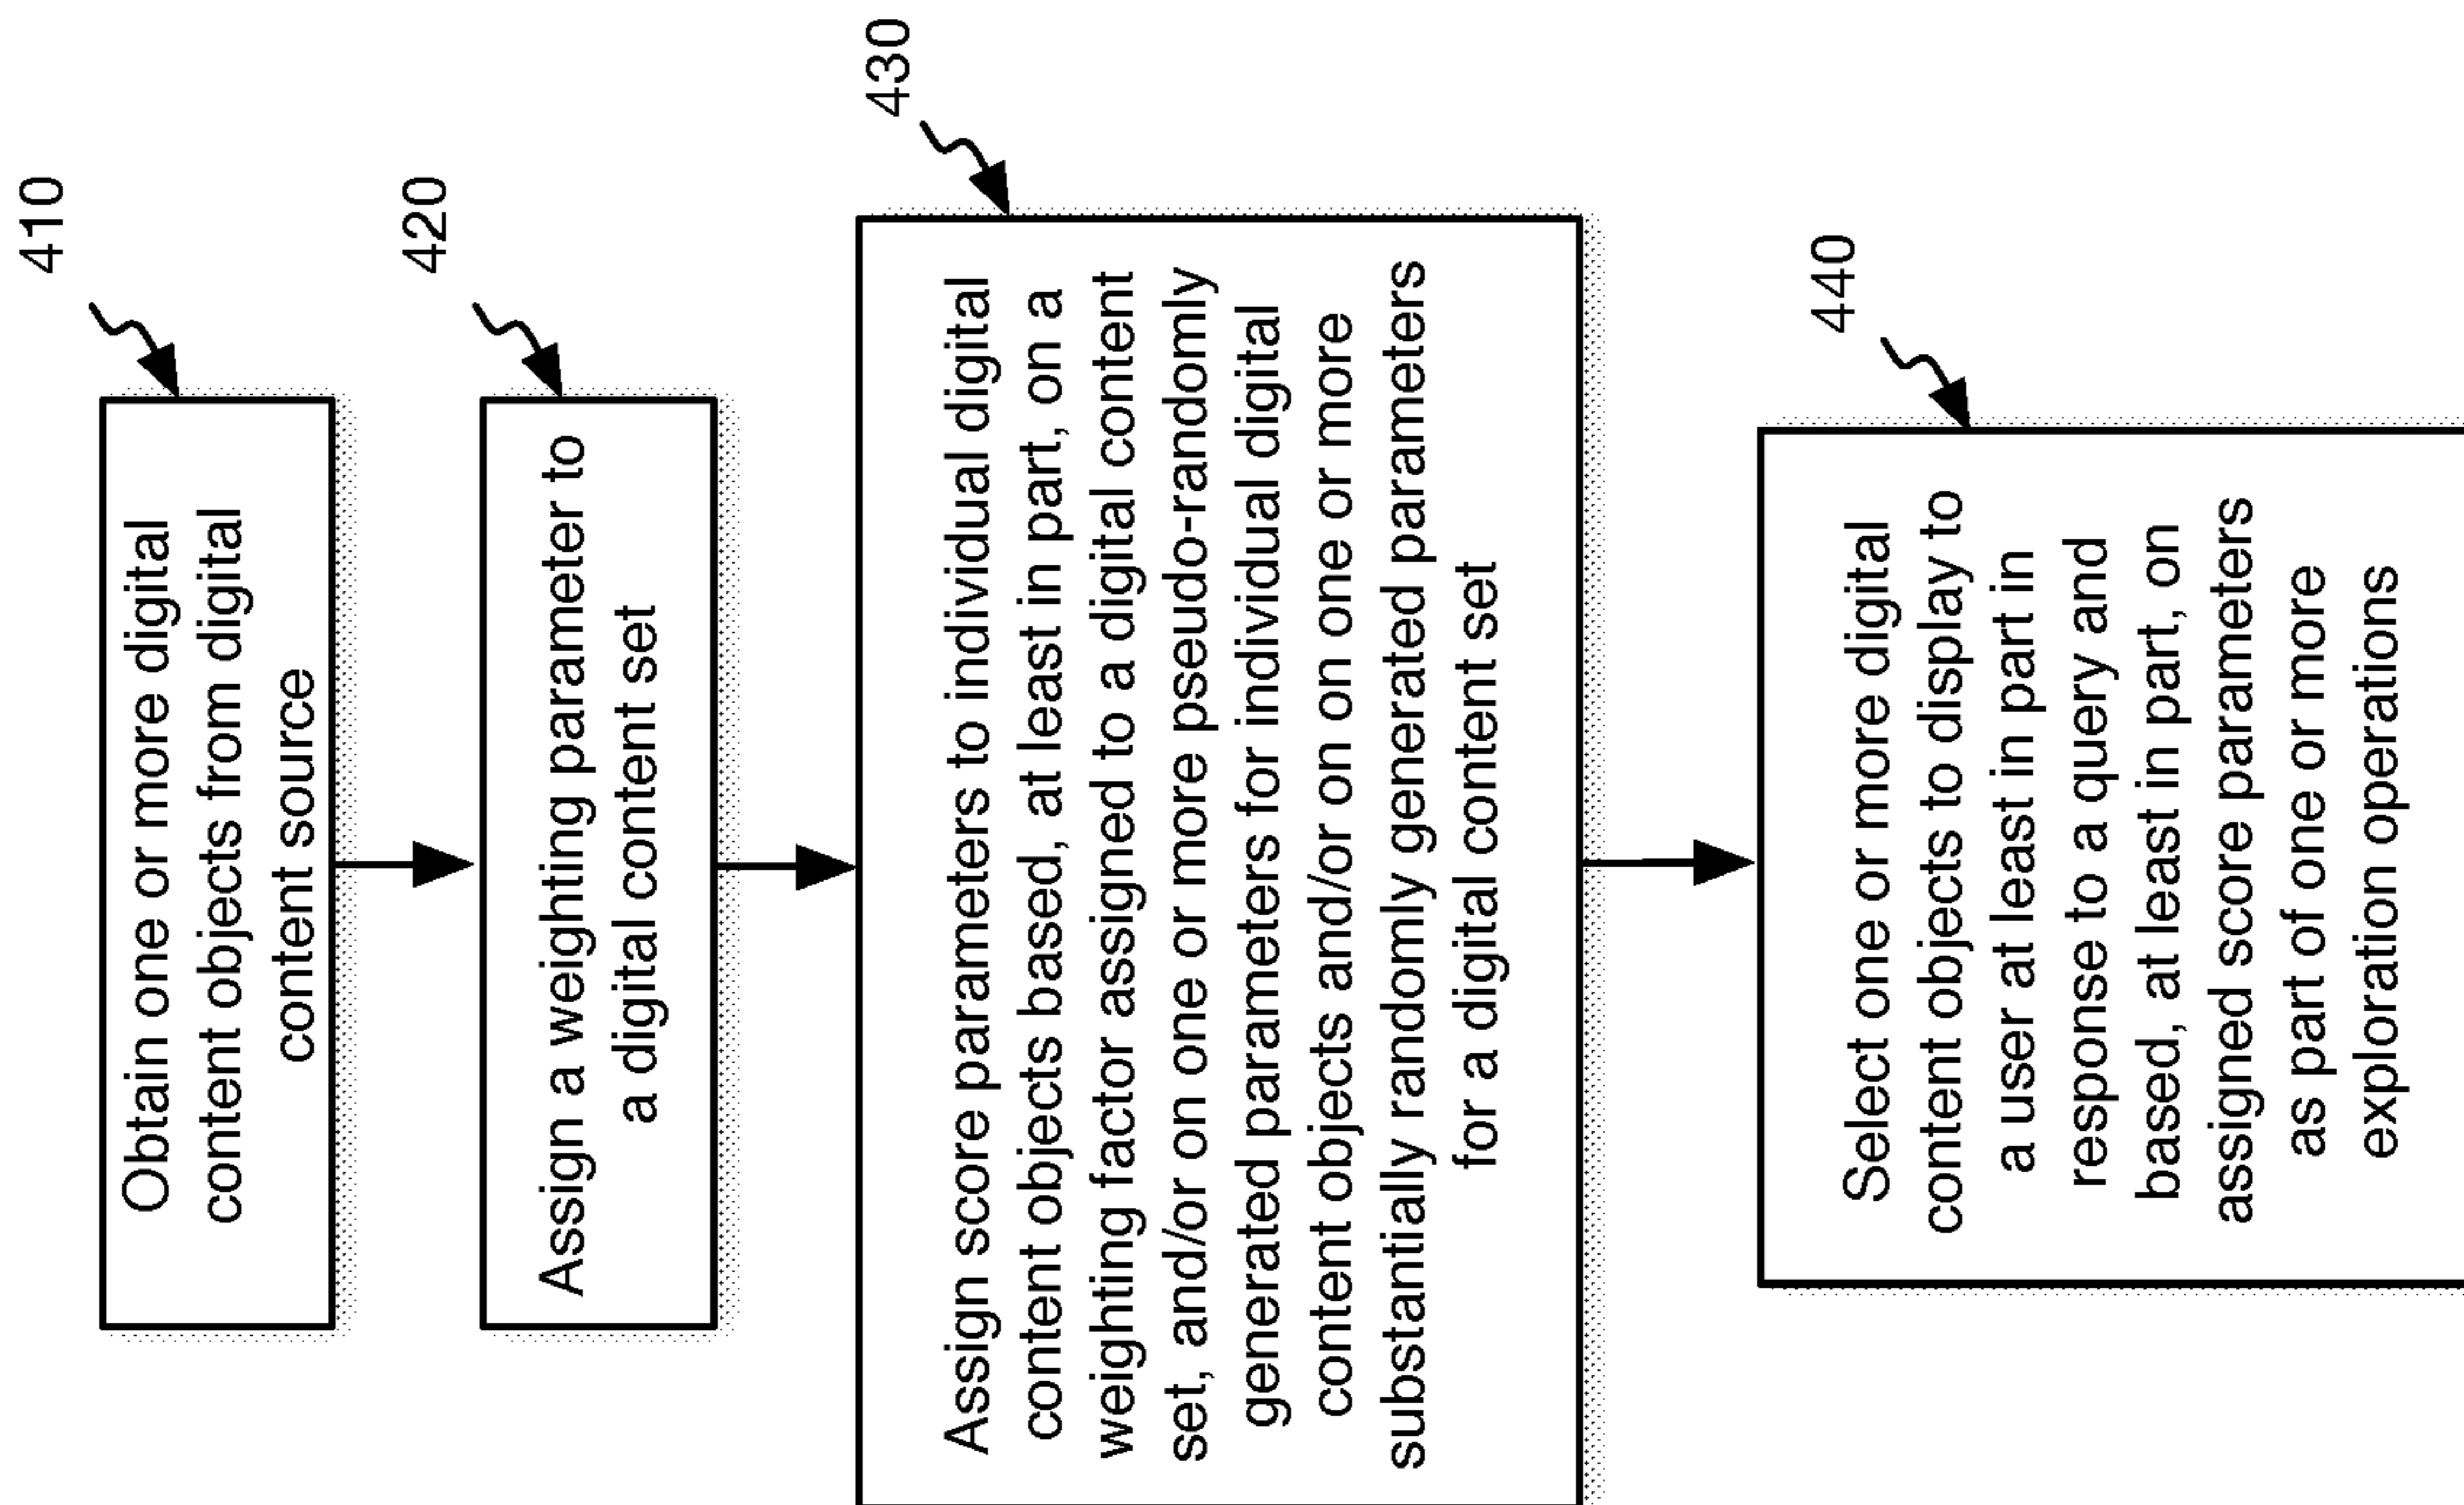 410
Obtain one or more digital
content objects from digital
content source
420
Assign a weighting parameter to
a digital content set
430
Assign score parameters to individual digital
content objects based, at least in part, on a
weighting factor assigned to a digital content
set, and/or on one or more pseudo-randomly
generated parameters for individual digital
content objects and/or on one or more
substantially randomly generated parameters
for a digital content set
440
Select one or more digital
content objects to display to
a user at least in part in
response to a query and
based, at least in part, on
assigned score parameters
as part of one or more
exploration operations